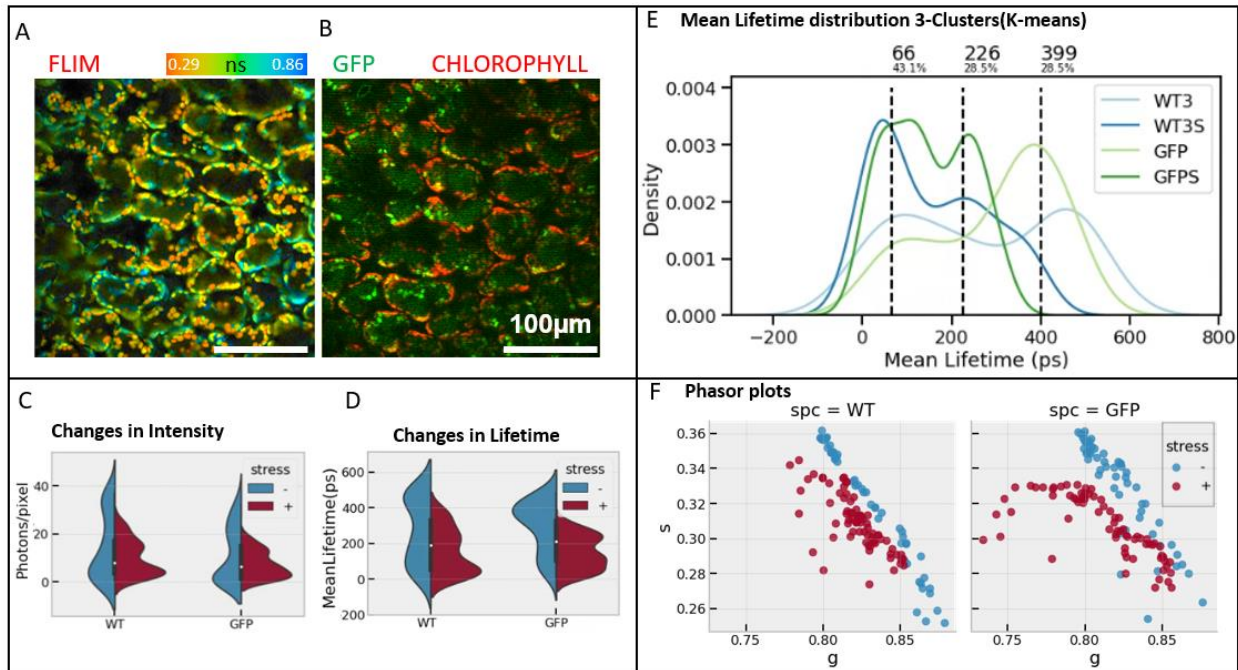 A
FLIM
0.29 ns 0.86
B
GFP CHLOROPHYLL
100µm
C
Changes in Intensity
Photons/pixel
40
20
0
stress
-
+
WT GFP
D
Changes in Lifetime
MeanLifetime(ps)
600
400
200
0
200
stress
-
+
WT GFP
E Mean Lifetime distribution 3-Clusters(K-means)
66 226 399
43.1% 28.5% 28.5%
Density
0.004
0.003
0.002
0.001
0.000
WT3
WT3S
GFP
GFPS
−200 0 200 400 600 800
Mean Lifetime (ps)
F Phasor plots
spc = WT spc = GFP
s
0.36
0.34
0.32
0.30
0.28
0.26
stress
-
+
0.75 0.80 0.85 0.75 0.80 0.85
g g